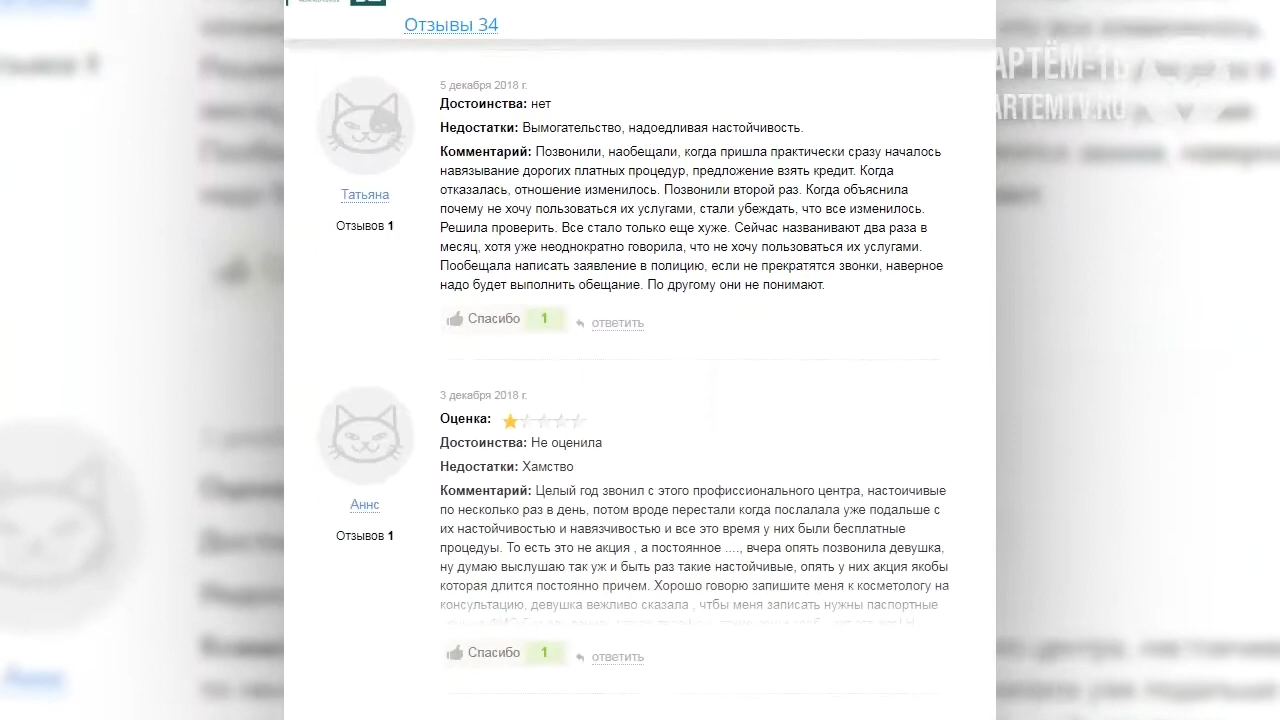 Отзывы 34
АРТЁМ-ТВ
ARTEMTV.RU
5 декабря 2018 г.
Достоинства: нет
Недостатки: Вымогательство, надоедливая настойчивость.
Комментарий: Позвонили, наобещали, когда пришла практически сразу началось
навязывание дорогих платных процедур, предложение взять кредит. Когда
отказалась, отношение изменилось. Позвонили второй раз. Когда объяснила
почему не хочу пользоваться их услугами, стали убеждать, что все изменилось.
Решила проверить. Все стало только еще хуже. Сейчас названивают два раза в
месяц, хотя уже неоднократно говорила, что не хочу пользоваться их услугами.
Пообещала написать заявление в полицию, если не прекратятся звонки, наверное
надо будет выполнить обещание. По другому они не понимают.
Татьяна
Отзывов 1
Спасибо 1 ответить
3 декабря 2018 г.
Оценка:
Достоинства: Не оценила
Недостатки: Хамство
Комментарий: Целый год звонил с этого профиссионального центра, настоичивые
по несколько раз в день, потом вроде перестали когда послалала уже подальше с
их настойчивостью и навязчивостью и все это время у них были бесплатные
процедуы. То есть это не акция , а постоянное ...., вчера опять позвонила девушка,
ну думаю выслушаю так уж и быть раз такие настойчивые, опять у них акция якобы
которая длится постоянно причем. Хорошо говорю запишите меня к косметологу на
консультацию, девушка вежливо сказала , чтбы меня записать нужны паспортные
Аннс
Отзывов 1
Спасибо 1 ответить